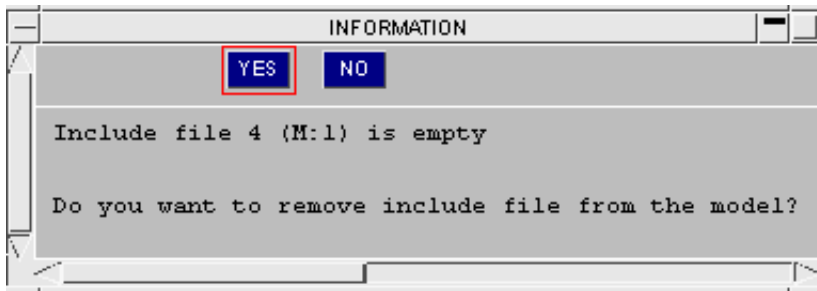 INFORMATION
YES NO
Include file 4 (M:1) is empty
Do you want to remove include file from the model?